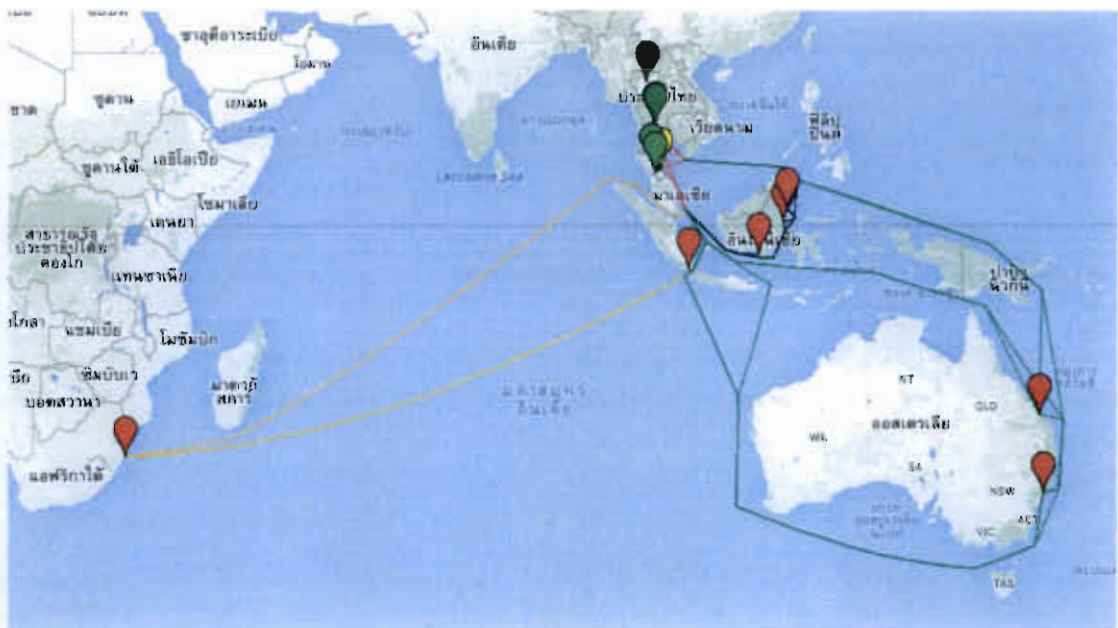 ซาอุดีอาระเบีย
โอมาน
อินเดีย
ซูดาน
เยเมน
ชาด
ประเทศไทย
เวียดนาม
ฟิลิป
ปินส์
เอธิโอเปีย
ซูดานใต้
Laccadive Sea
โซมาเลีย
มาเลเซีย
เคนยา
สาธารณรัฐ
ประชาธิปไตย
คองโก
อินโดนีเซีย
แทนซาเนีย
ปาปัว
นิวกินี
แซมเบีย
โมซัมบิก
ซิมบับเว
มาดากั
สการ์
บอตสวานา
มหาสมุทร
อินเดีย
NT
QLD
ออสเตรเลีย
WA
SA
แอฟริกาใต้
NSW
ACT
VIC
TAS